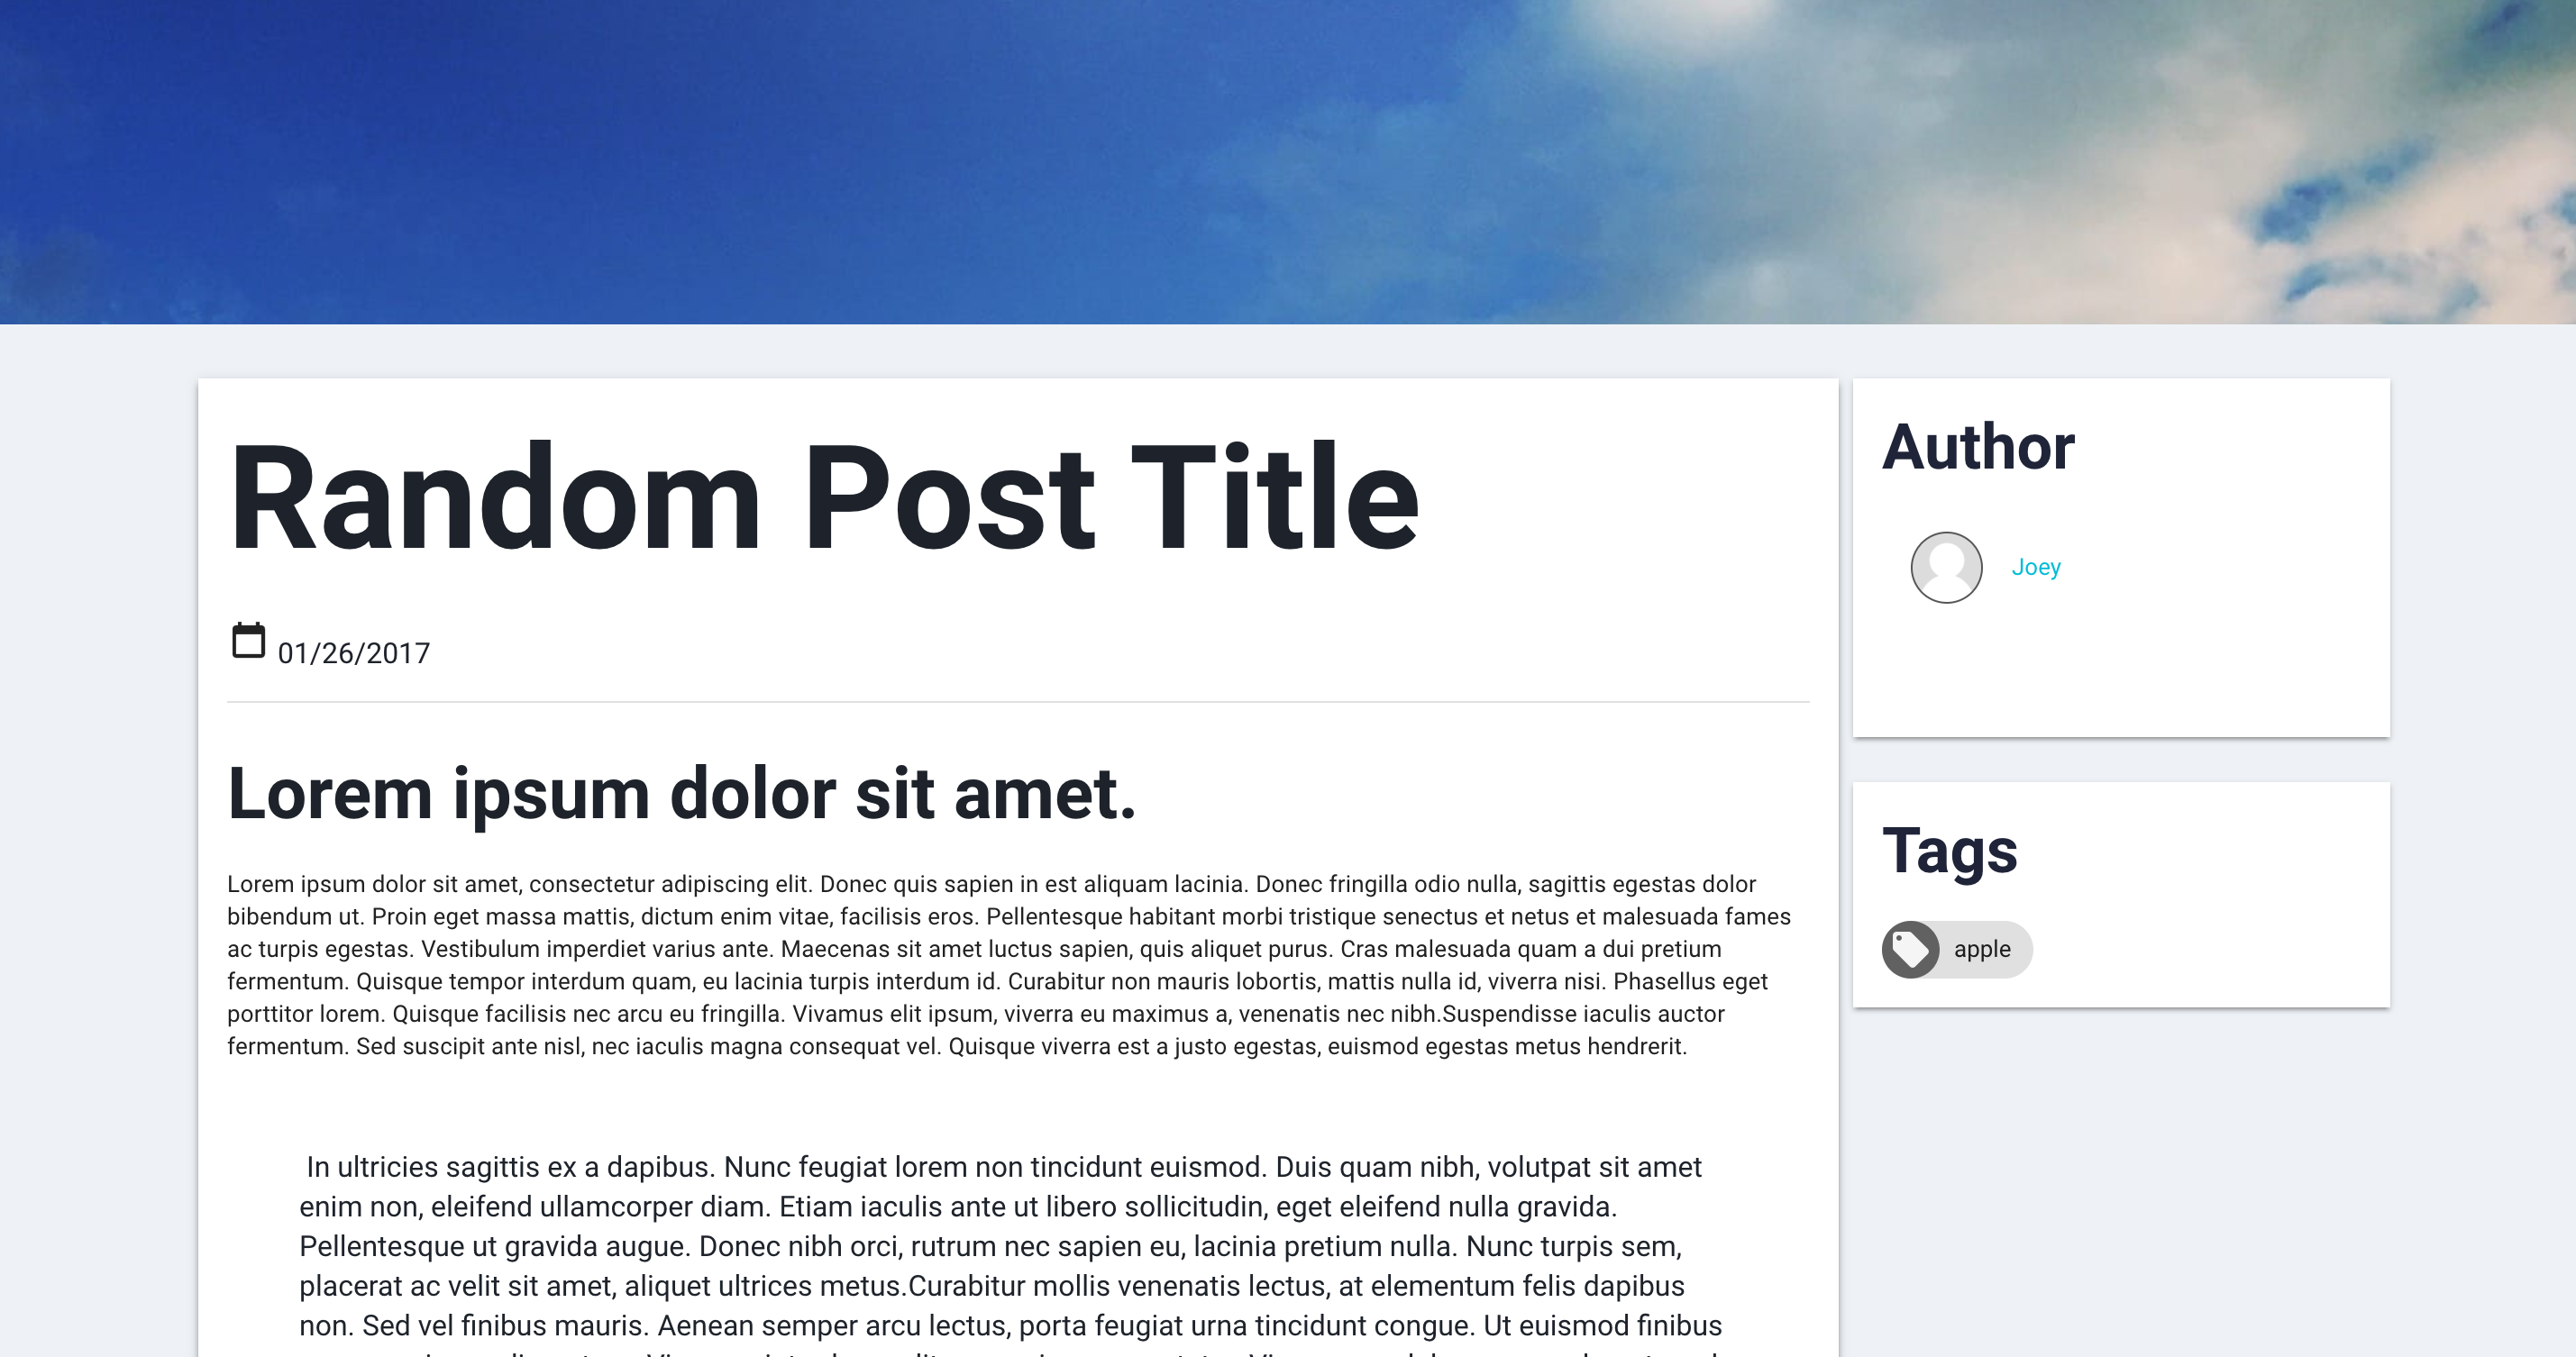 Random Post Title
01/26/2017
Lorem ipsum dolor sit amet.
Lorem ipsum dolor sit amet, consectetur adipiscing elit. Donec quis sapien in est aliquam lacinia. Donec fringilla odio nulla, sagittis egestas dolor
bibendum ut. Proin eget massa mattis, dictum enim vitae, facilisis eros. Pellentesque habitant morbi tristique senectus et netus et malesuada fames
ac turpis egestas. Vestibulum imperdiet varius ante. Maecenas sit amet luctus sapien, quis aliquet purus. Cras malesuada quam a dui pretium
fermentum. Quisque tempor interdum quam, eu lacinia turpis interdum id. Curabitur non mauris lobortis, mattis nulla id, viverra nisi. Phasellus eget
porttitor lorem. Quisque facilisis nec arcu eu fringilla. Vivamus elit ipsum, viverra eu maximus a, venenatis nec nibh.Suspendisse iaculis auctor
fermentum. Sed suscipit ante nisl, nec iaculis magna consequat vel. Quisque viverra est a justo egestas, euismod egestas metus hendrerit.
In ultricies sagittis ex a dapibus. Nunc feugiat lorem non tincidunt euismod. Duis quam nibh, volutpat sit amet
enim non, eleifend ullamcorper diam. Etiam iaculis ante ut libero sollicitudin, eget eleifend nulla gravida.
Pellentesque ut gravida augue. Donec nibh orci, rutrum nec sapien eu, lacinia pretium nulla. Nunc turpis sem,
placerat ac velit sit amet, aliquet ultrices metus.Curabitur mollis venenatis lectus, at elementum felis dapibus
non. Sed vel finibus mauris. Aenean semper arcu lectus, porta feugiat urna tincidunt congue. Ut euismod finibus
Author
Joey
Tags
apple